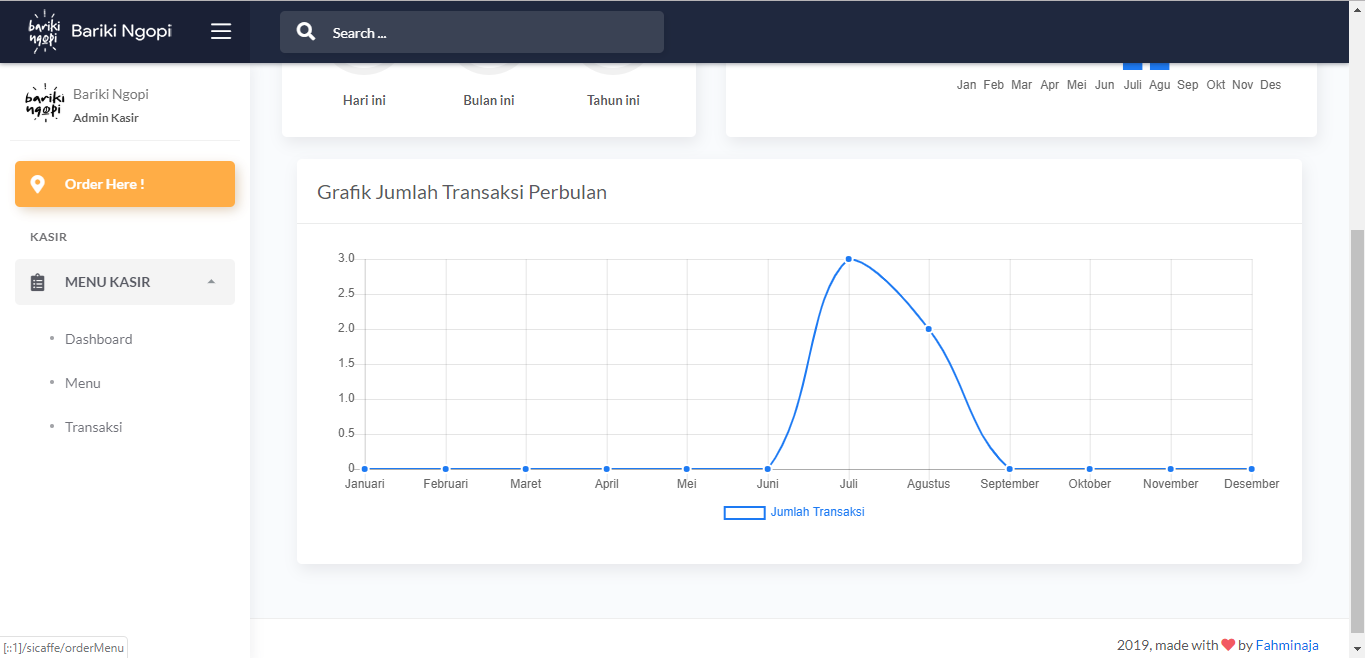 bariki
ngopi
Bariki Ngopi
Search ...
bariki
ngopi
Bariki Ngopi
Admin Kasir
Order Here !
KASIR
MENU KASIR
Dashboard
Menu
Transaksi
Hari ini
Bulan ini
Tahun ini
Jan Feb Mar Apr Mei Jun Juli Agu Sep Okt Nov Des
Grafik Jumlah Transaksi Perbulan
3.0
2.5
2.0
1.5
1.0
0.5
0
Januari Februari Maret April Mei Juni Juli Agustus September Oktober November Desember
Jumlah Transaksi
2019, made with by Fahminaja
[::1]/sicaffe/orderMenu